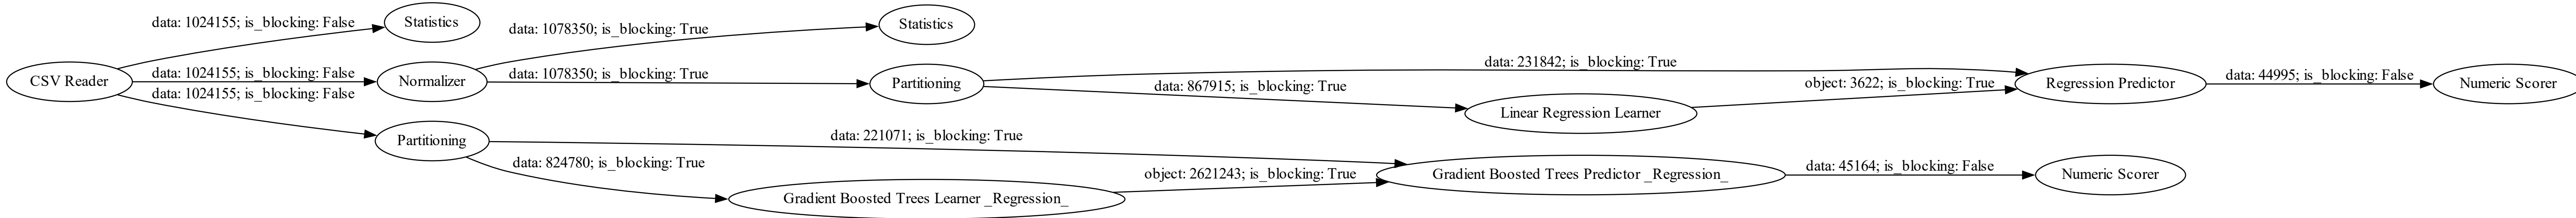 data: 1024155; is_blocking: False
Statistics
data: 1078350; is_blocking: True
Statistics
CSV Reader
data: 1024155; is_blocking: False
Normalizer
data: 1078350; is_blocking: True
Partitioning
data: 231842; is_blocking: True
data: 867915; is_blocking: True
Linear Regression Learner
object: 3622; is_blocking: True
Regression Predictor
data: 44995; is_blocking: False
Numeric Scorer
data: 1024155; is_blocking: False
Partitioning
data: 221071; is_blocking: True
data: 824780; is_blocking: True
Gradient Boosted Trees Learner _Regression_
object: 2621243; is_blocking: True
Gradient Boosted Trees Predictor _Regression_
data: 45164; is_blocking: False
Numeric Scorer